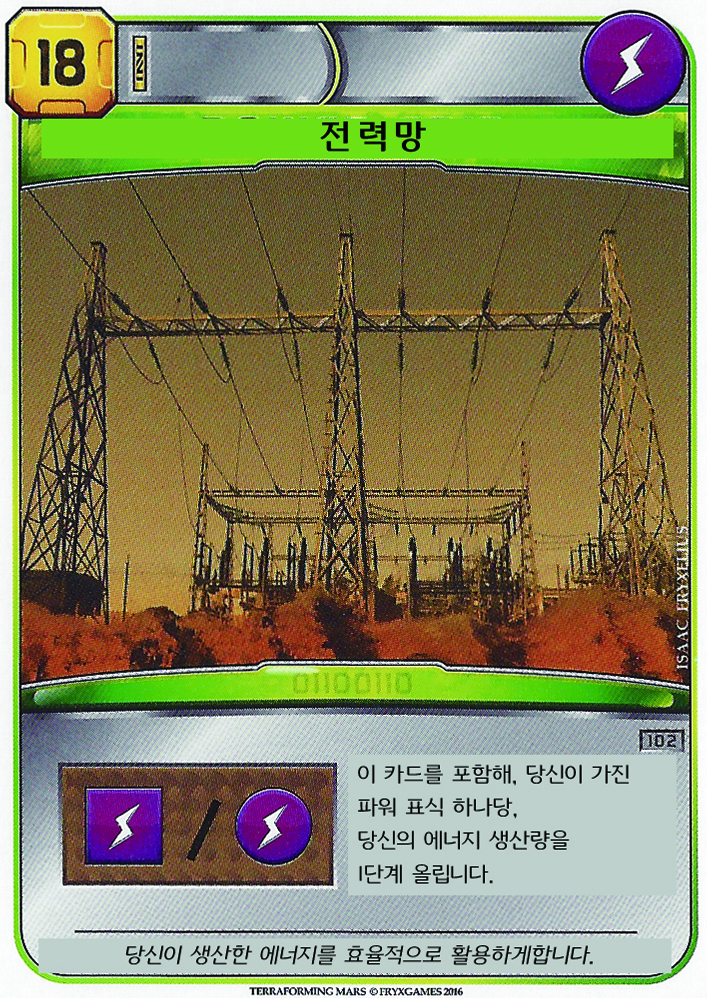 18
전력망
ISAAC FRYXELIUS
01100110
102
이 카드를 포함해, 당신이 가진
파워 표식 하나당,
당신의 에너지 생산량을
1단계 올립니다.
당신이 생산한 에너지를 효율적으로 활용하게합니다.
TERRAFORMING MARS © FRYXGAMES 2016